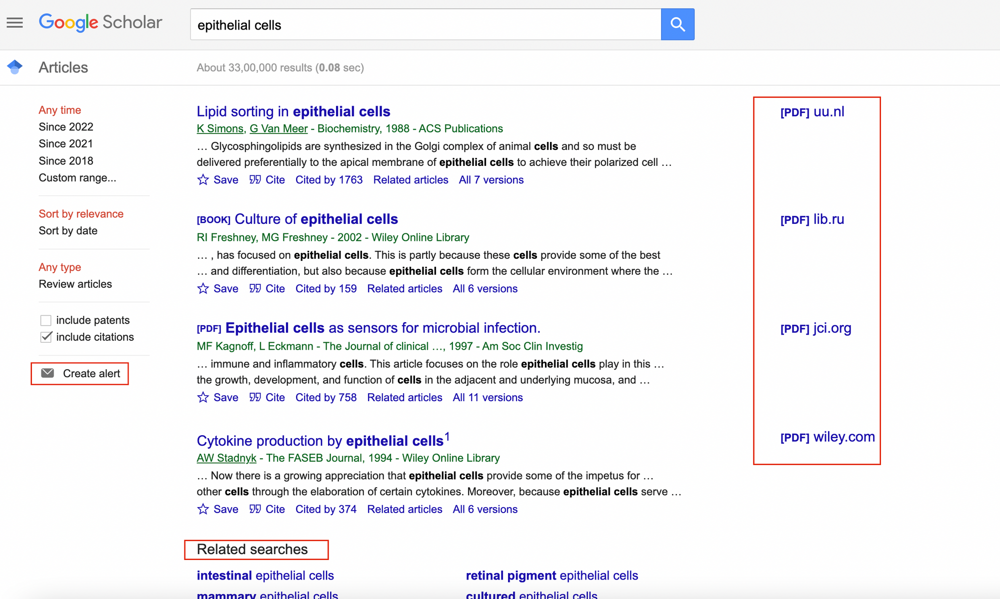 Google Scholar
epithelial cells
Articles
About 33,00,000 results (0.08 sec)
Any time
Since 2022
Since 2021
Since 2018
Custom range...
Sort by relevance
Sort by date
Any type
Review articles
include patents
include citations
Create alert
Lipid sorting in epithelial cells
K Simons, G Van Meer - Biochemistry, 1988 - ACS Publications
… Glycosphingolipids are synthesized in the Golgi complex of animal cells and so must be
delivered preferentially to the apical membrane of epithelial cells to achieve their polarized cell …
Save Cite Cited by 1763 Related articles All 7 versions
[PDF] uu.nl
[BOOK] Culture of epithelial cells
RI Freshney, MG Freshney - 2002 - Wiley Online Library
… , has focused on epithelial cells. This is partly because these cells provide some of the best
… and differentiation, but also because epithelial cells form the cellular environment where the …
Save Cite Cited by 159 Related articles All 6 versions
[PDF] lib.ru
[PDF] Epithelial cells as sensors for microbial infection.
MF Kagnoff, L Eckmann - The Journal of clinical …, 1997 - Am Soc Clin Investig
… immune and inflammatory cells. This article focuses on the role epithelial cells play in this …
the growth, development, and function of cells in the adjacent and underlying mucosa, and …
Save Cite Cited by 758 Related articles All 11 versions
[PDF] jci.org
Cytokine production by epithelial cells1
AW Stadnyk - The FASEB Journal, 1994 - Wiley Online Library
… Now there is a growing appreciation that epithelial cells provide some of the impetus for …
other cells through the elaboration of certain cytokines. Moreover, because epithelial cells serve …
Save Cite Cited by 374 Related articles All 6 versions
[PDF] wiley.com
Related searches
intestinal epithelial cells
retinal pigment epithelial cells
mammary epithelial cells
cultured epithelial cells